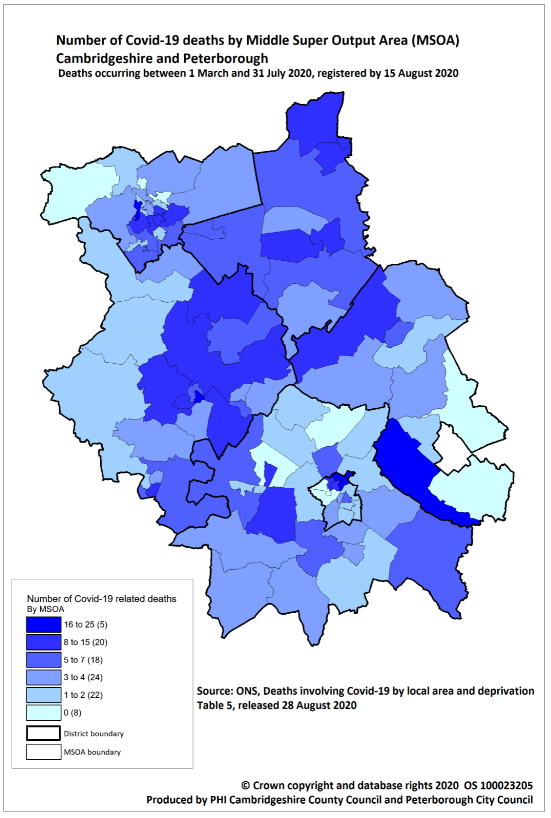 Number of Covid-19 deaths by Middle Super Output Area (MSOA)
Cambridgeshire and Peterborough
Deaths occurring between 1 March and 31 July 2020, registered by 15 August 2020
Number of Covid-19 related deaths
By MSOA
16 to 25 (5)
8 to 15 (20)
5 to 7 (18)
3 to 4 (24)
1 to 2 (22)
0 (8)
District boundary
MSOA boundary
Source: ONS, Deaths involving Covid-19 by local area and deprivation
Table 5, released 28 August 2020
© Crown copyright and database rights 2020 OS 100023205
Produced by PHI Cambridgeshire County Council and Peterborough City Council